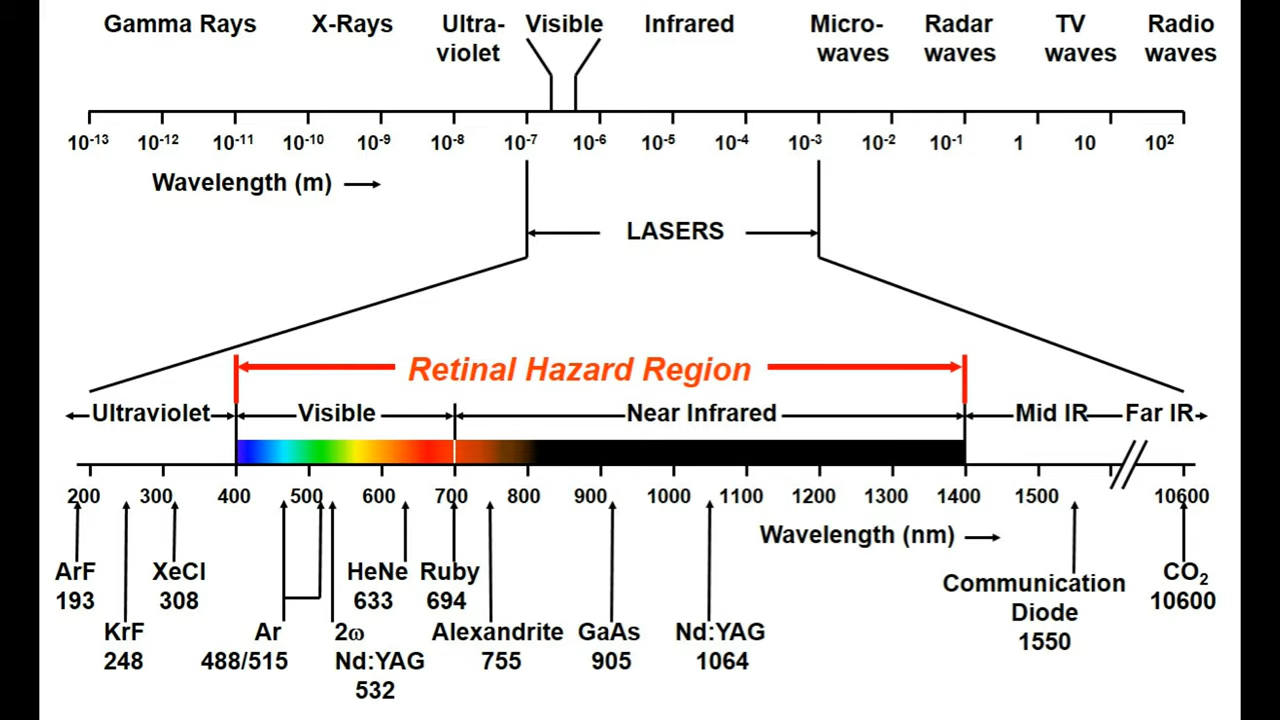 Gamma Rays X-Rays Ultra- Visible Infrared Micro- Radar TV Radio
violet waves waves waves waves
10-13 10-12 10-11 10-10 10-9 10-8 10-7 10-6 10-5 10-4 10-3 10-2 10-1 1 10 102
Wavelength (m)
LASERS
Retinal Hazard Region
Ultraviolet Visible Near Infrared Mid IR Far IR
200 300 400 500 600 700 800 900 1000 1100 1200 1300 1400 1500 10600
Wavelength (nm)
ArF XeCl HeNe Ruby Communication CO2
193 308 633 694 Diode 10600
1550
KrF Ar 2ω Alexandrite GaAs Nd:YAG
248 488/515 Nd:YAG 755 905 1064
532